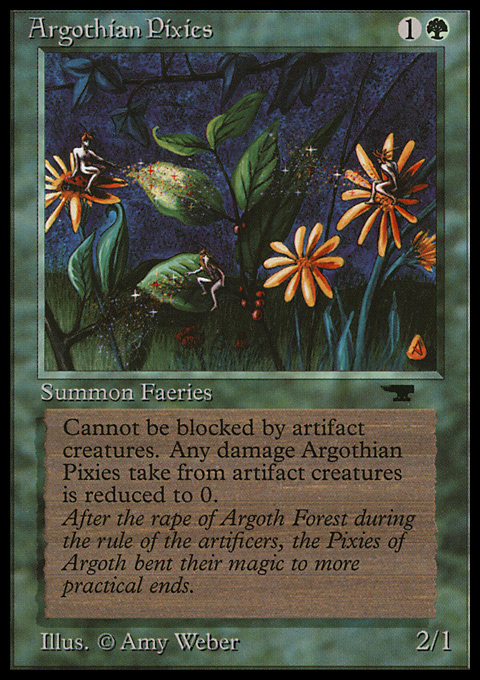 Argothian Pixies 1
Summon Faeries
Cannot be blocked by artifact
creatures. Any damage Argothian
Pixies take from artifact creatures
is reduced to 0.
After the rape of Argoth Forest during
the rule of the artificers, the Pixies of
Argoth bent their magic to more
practical ends.
Illus. © Amy Weber 2/1